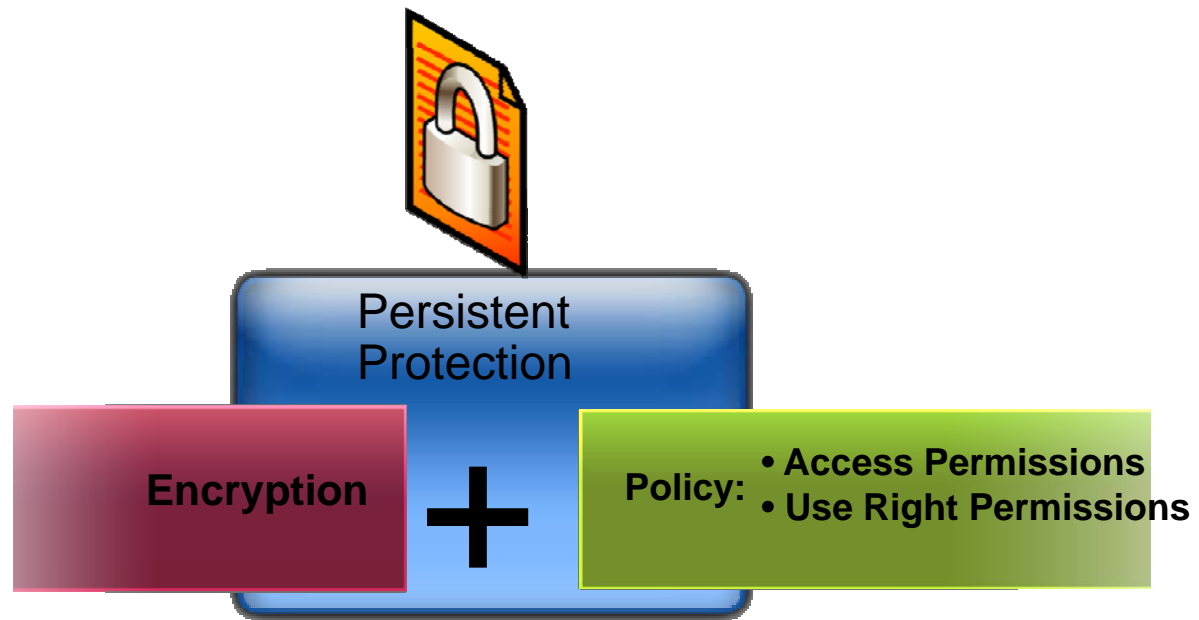 Persistent
Protection
Encryption
+
Policy:
• Access Permissions
• Use Right Permissions